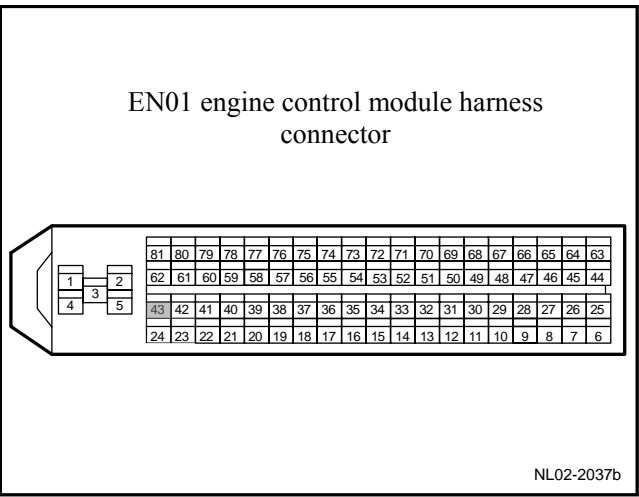 EN01 engine control module harness
connector
81 80 79 78 77 76 75 74 73 72 71 70 69 68 67 66 65 64 63
1 2 62 61 60 59 58 57 56 55 54 53 52 51 50 49 48 47 46 45 44
3
4 5 43 42 41 40 39 38 37 36 35 34 33 32 31 30 29 28 27 26 25
24 23 22 21 20 19 18 17 16 15 14 13 12 11 10 9 8 7 6
NL02-2037b